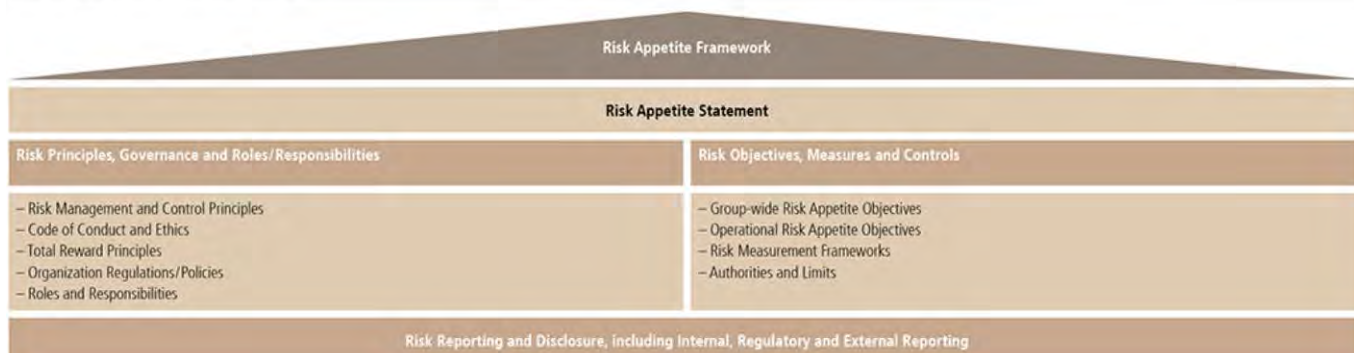 Risk Appetite Framework
Risk Appetite Statement
Risk Principles, Governance and Roles/Responsibilities
Risk Objectives, Measures and Controls
– Risk Management and Control Principles
– Code of Conduct and Ethics
– Total Reward Principles
– Organization Regulations/Policies
– Roles and Responsibilities
– Group-wide Risk Appetite Objectives
– Operational Risk Appetite Objectives
– Risk Measurement Frameworks
– Authorities and Limits
Risk Reporting and Disclosure, including Internal, Regulatory and External Reporting